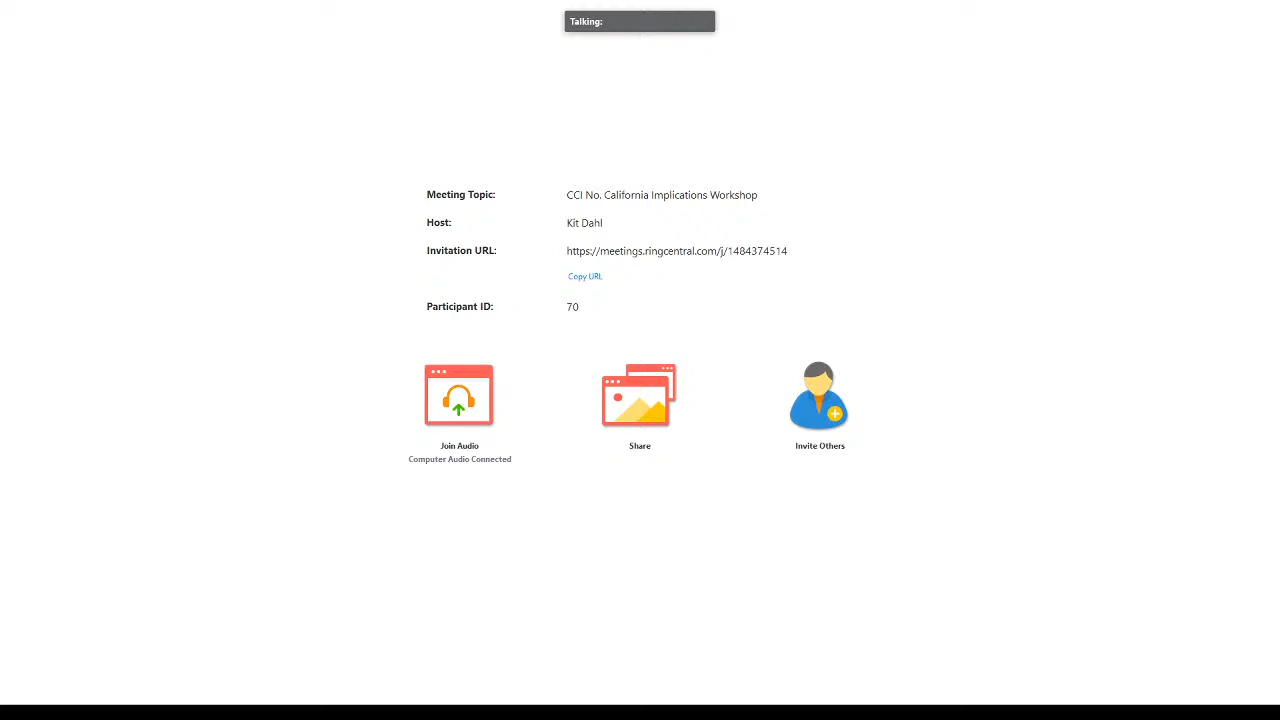 Talking:
Meeting Topic: CCI No. California Implications Workshop
Host: Kit Dahl
Invitation URL: https://meetings.ringcentral.com/j/1484374514
Copy URL
Participant ID: 70
Join Audio Share Invite Others
Computer Audio Connected